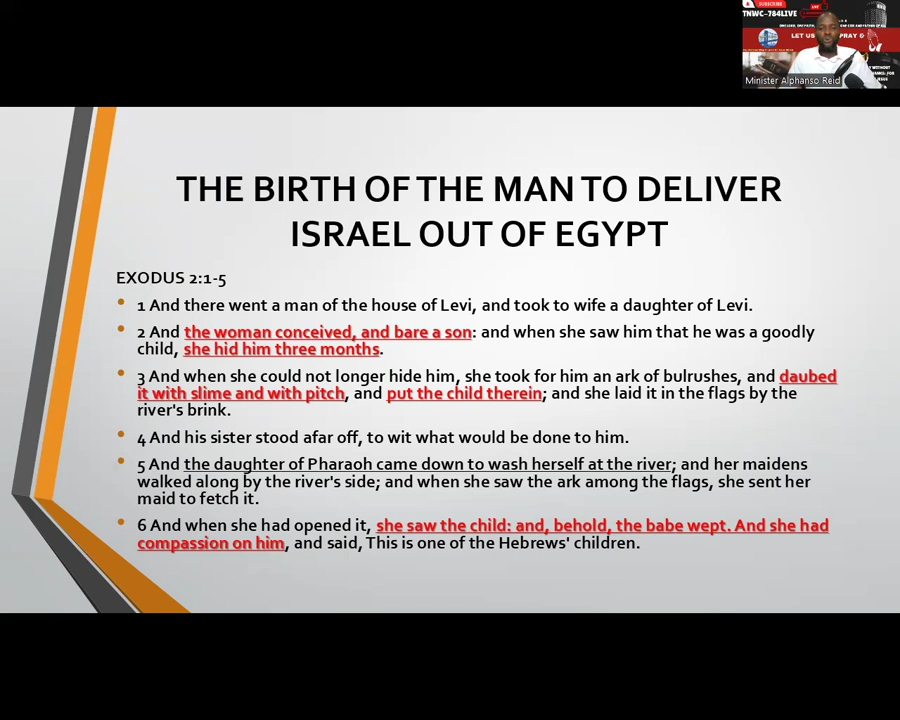 SUBSCRIBE
LIVE
TNWC-784LIVE
LET US PRAY &
Minister Alphanso Reid
THE BIRTH OF THE MAN TO DELIVER
ISRAEL OUT OF EGYPT
EXODUS 2:1-5
• 1 And there went a man of the house of Levi, and took to wife a daughter of Levi.
• 2 And the woman conceived, and bare a son: and when she saw him that he was a goodly
child, she hid him three months.
• 3 And when she could not longer hide him, she took for him an ark of bulrushes, and daubed
it with slime and with pitch, and put the child therein; and she laid it in the flags by the
river's brink.
• 4 And his sister stood afar off, to wit what would be done to him.
• 5 And the daughter of Pharaoh came down to wash herself at the river; and her maidens
walked along by the river's side; and when she saw the ark among the flags, she sent her
maid to fetch it.
• 6 And when she had opened it, she saw the child: and, behold, the babe wept. And she had
compassion on him, and said, This is one of the Hebrews' children.